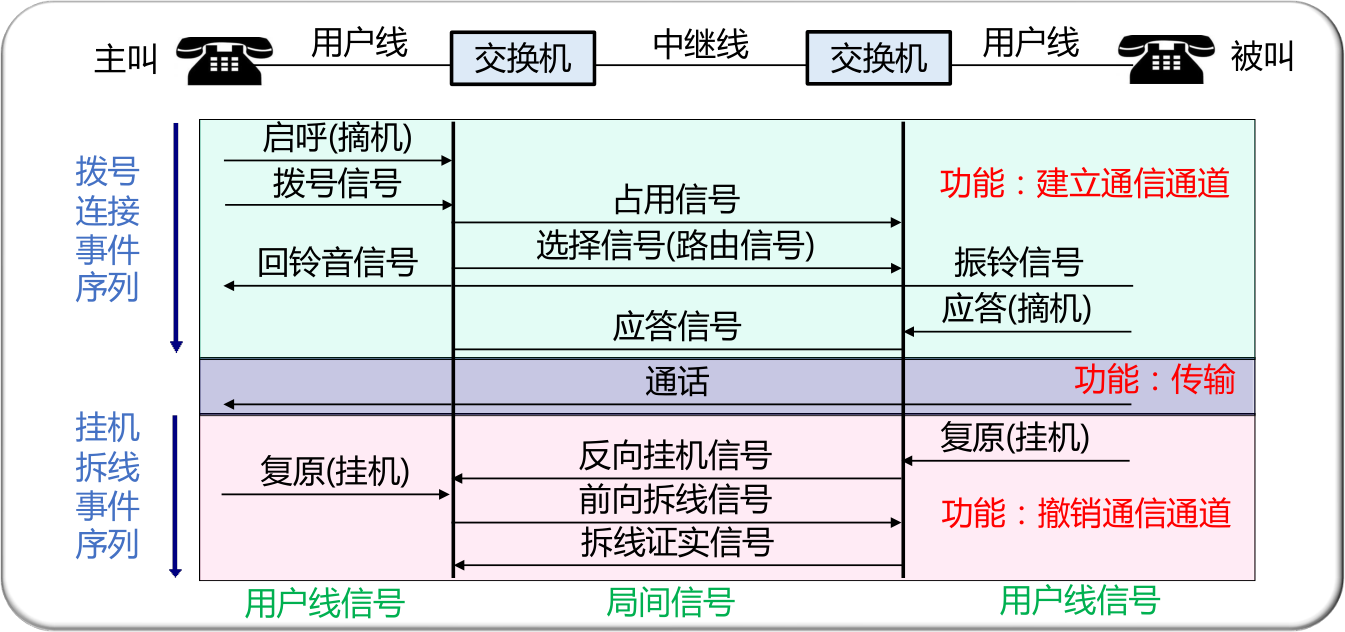 主叫
用户线
交换机
中继线
交换机
用户线
被叫
拨号
连接
事件
序列
启呼(摘机)
拨号信号
占用信号
功能：建立通信通道
选择信号(路由信号)
回铃音信号
振铃信号
应答(摘机)
应答信号
通话
功能：传输
挂机
拆线
事件
序列
复原(挂机)
反向挂机信号
复原(挂机)
前向拆线信号
功能：撤销通信通道
拆线证实信号
用户线信号
局间信号
用户线信号